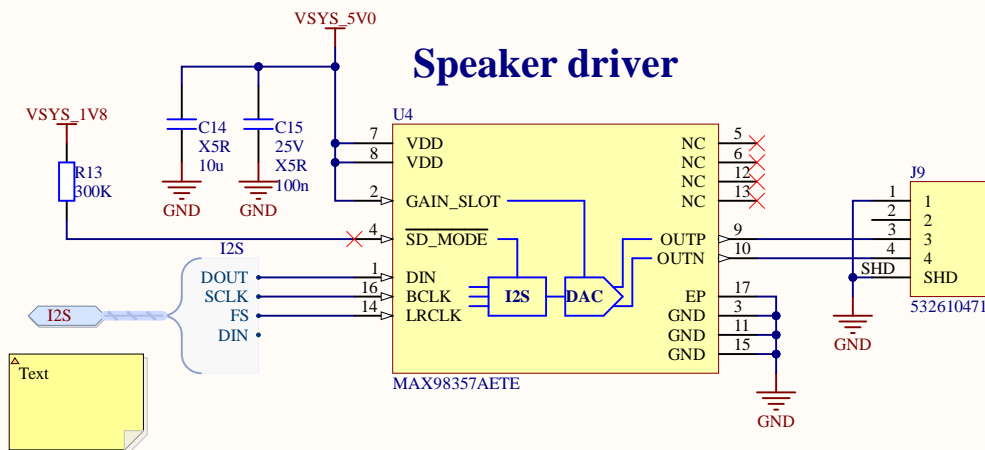 VSYS_5V0
Speaker driver
VSYS_1V8
R13
300K
C14
X5R
10u
GND
C15
25V
X5R
100n
GND
U4
7 VDD
8 VDD
2 GAIN_SLOT
4 SD_MODE
1 DIN
16 BCLK
14 LRCLK
I2S
DAC
NC 5
NC 6
NC 12
NC 13
OUTP 9
OUTN 10
EP 17
GND 3
GND 11
GND 15
MAX98357AETE
GND
I2S
DOUT
SCLK
FS
DIN
I2S
Text
J9
1 1
2 2
3 3
4 4
SHD SHD
532610471
GND